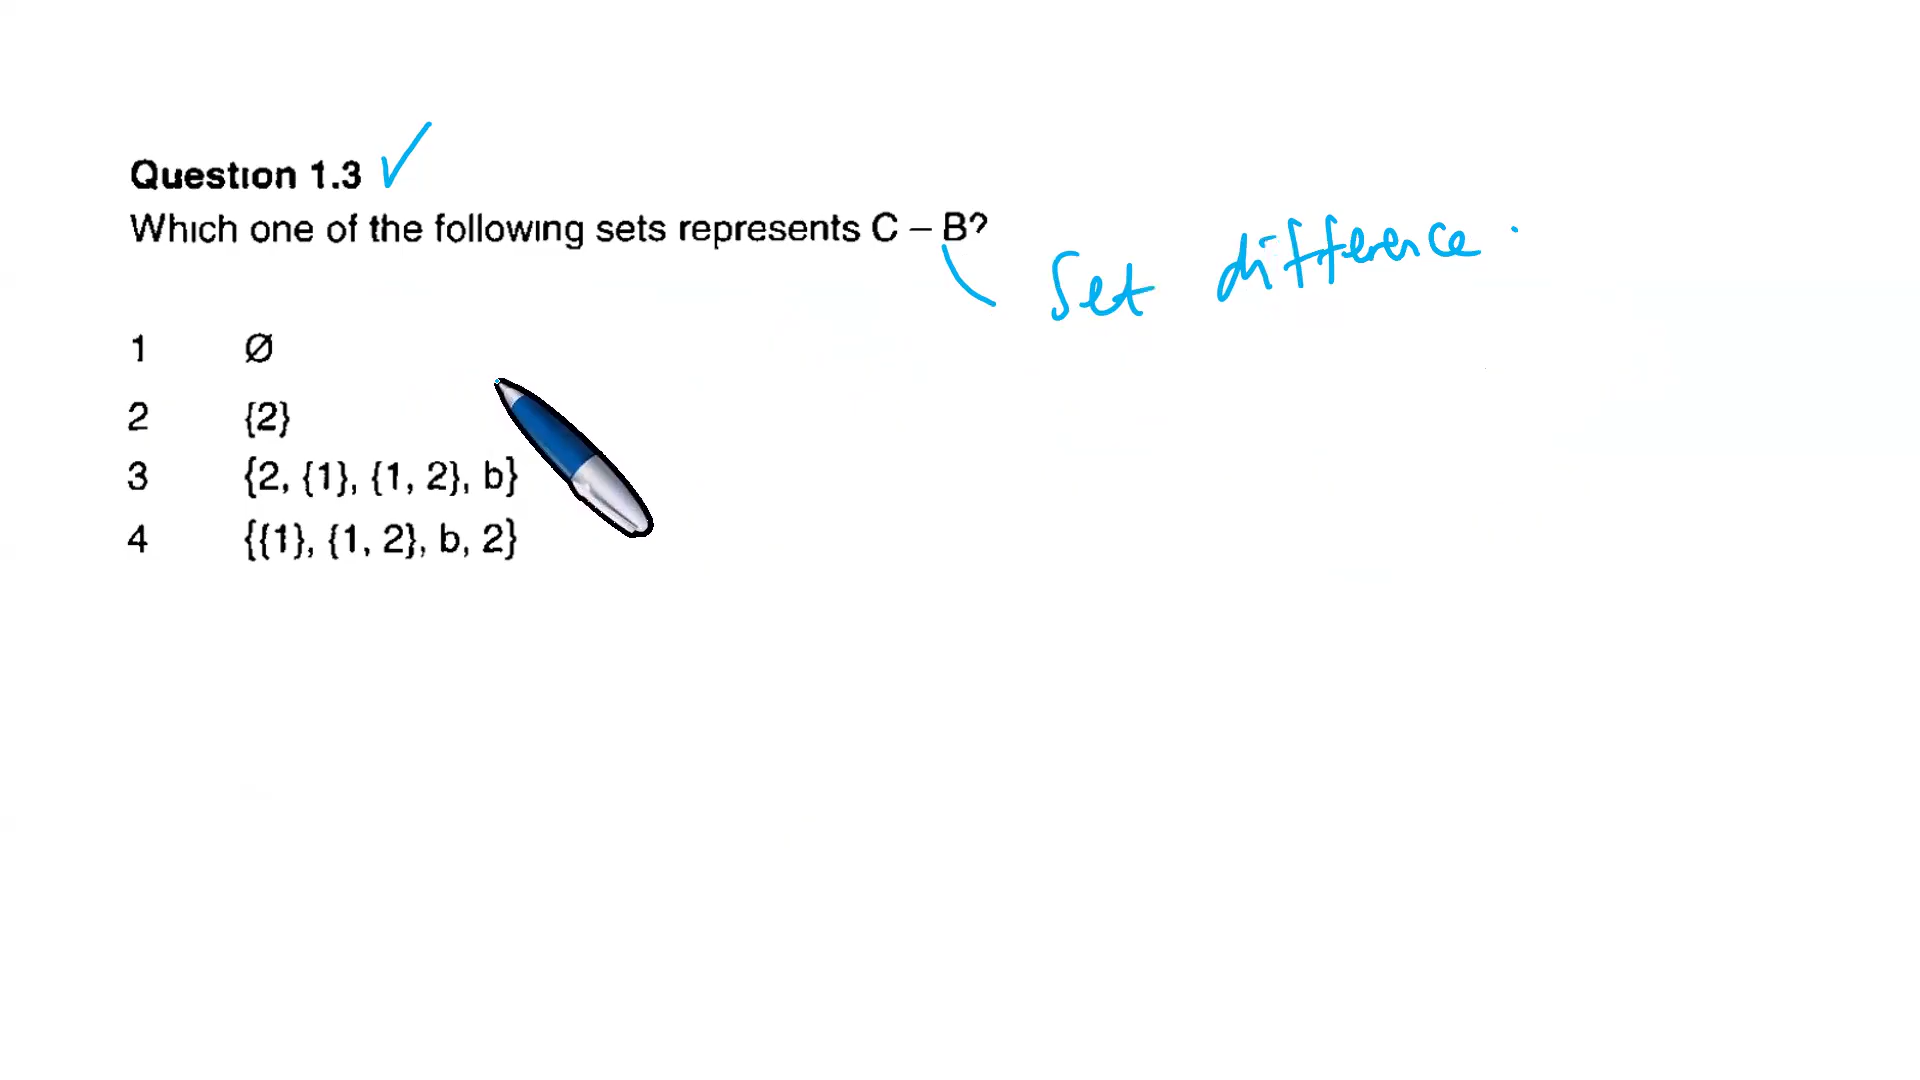 Question 1.3
Which one of the following sets represents C – B?
Set difference.
1 Ø
2 {2}
3 {2, {1}, {1, 2}, b}
4 {{1}, {1, 2}, b, 2}